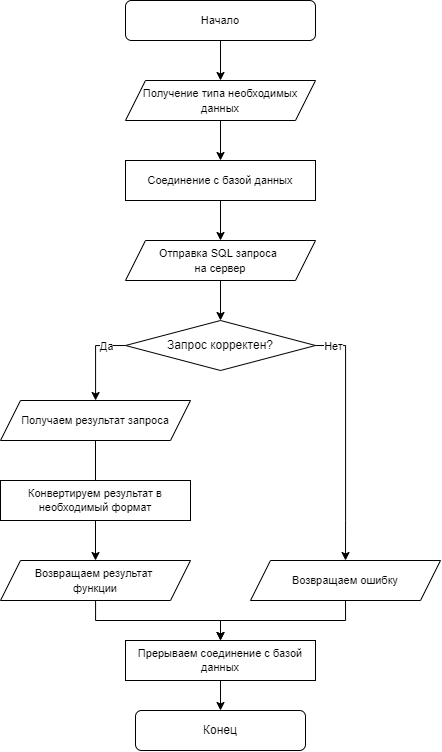 Начало
Получение типа необходимых
данных
Соединение с базой данных
Отправка SQL запроса
на сервер
Запрос корректен?
Да
Нет
Получаем результат запроса
Конвертируем результат в
необходимый формат
Возвращаем результат
функции
Возвращаем ошибку
Прерываем соединение с базой
данных
Конец